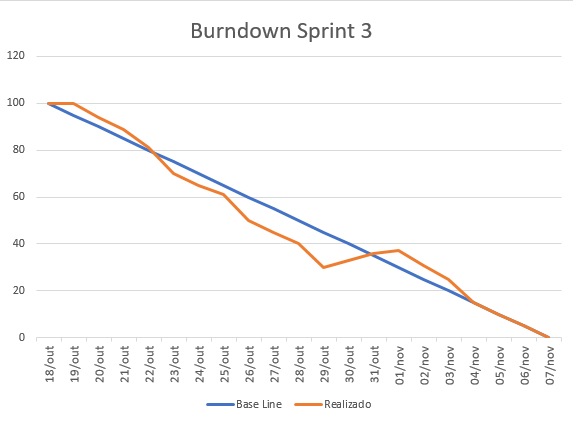 Burndown Sprint 3
120
100
80
60
40
20
0
18/out
19/out
20/out
21/out
22/out
23/out
24/out
25/out
26/out
27/out
28/out
29/out
30/out
31/out
01/nov
02/nov
03/nov
04/nov
05/nov
06/nov
07/nov
Base Line Realizado